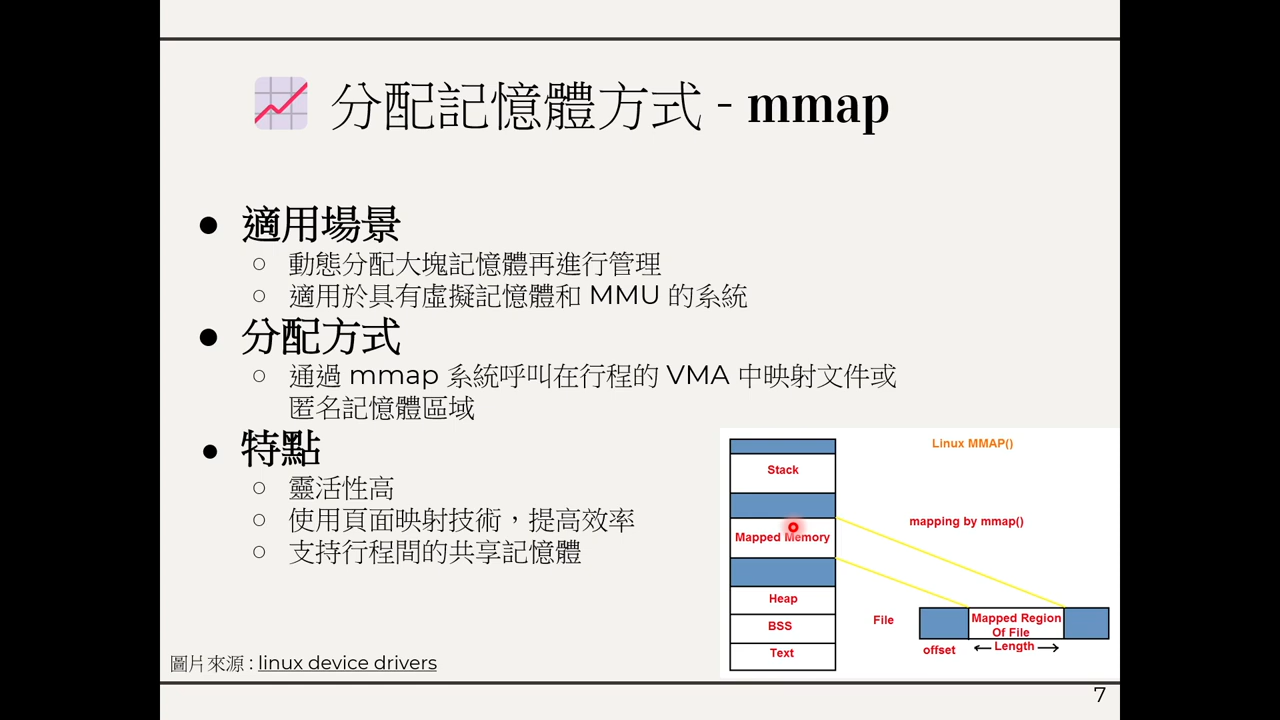 分配記憶體方式 - mmap
● 適用場景
○ 動態分配大塊記憶體再進行管理
○ 適用於具有虛擬記憶體和 MMU 的系統
● 分配方式
○ 通過 mmap 系統呼叫在行程的 VMA 中映射文件或
匿名記憶體區域
● 特點
○ 靈活性高
○ 使用頁面映射技術，提高效率
○ 支持行程間的共享記憶體
Linux MMAP()
Stack
mapping by mmap()
Mapped Memory
Heap
BSS
Text
File
Mapped Region
Of File
offset
Length
圖片來源 : linux device drivers
7